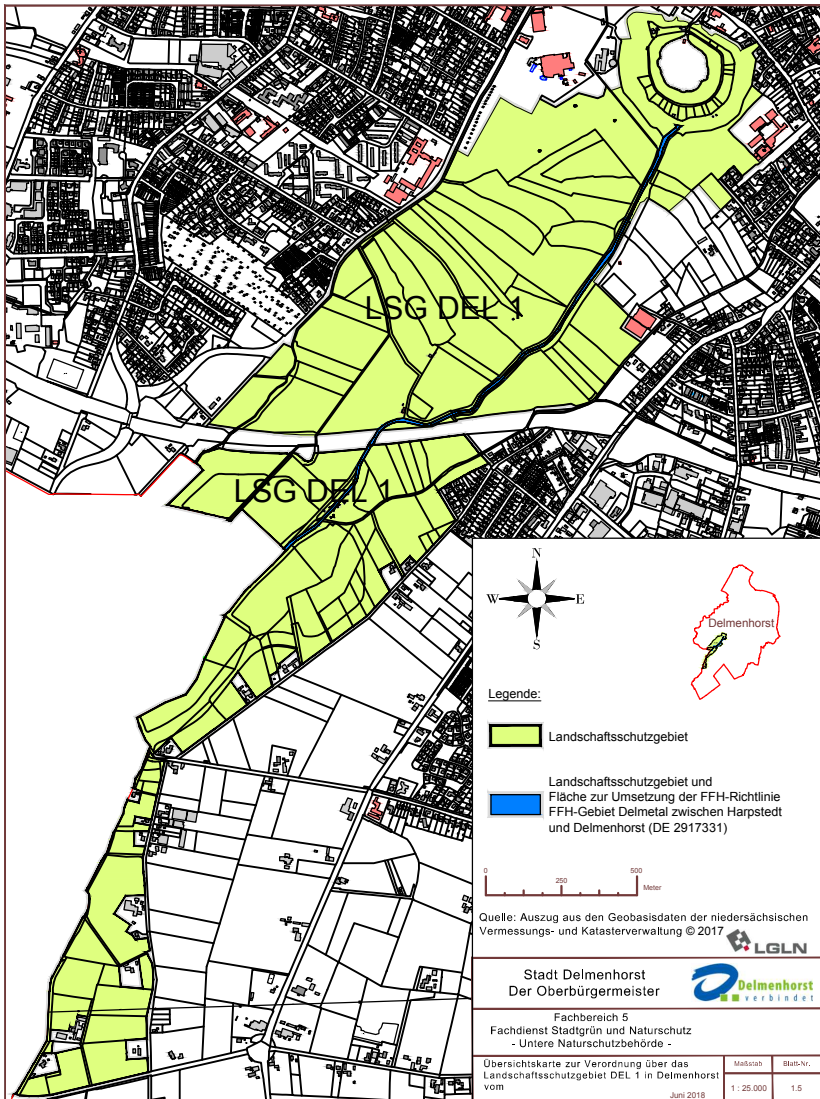 LSG DEL 1
LSG DEL 1
N
W
E
S
Delmenhorst
Legende:
Landschaftsschutzgebiet
Landschaftsschutzgebiet und
Fläche zur Umsetzung der FFH-Richtlinie
FFH-Gebiet Delmetal zwischen Harpstedt
und Delmenhorst (DE 2917331)
0 250 500
Meter
Quelle: Auszug aus den Geobasisdaten der niedersächsischen
Vermessungs- und Katasterverwaltung © 2017
LGLN
Stadt Delmenhorst
Der Oberbürgermeister
Delmenhorst
verbindet
Fachbereich 5
Fachdienst Stadtgrün und Naturschutz
- Untere Naturschutzbehörde -
Übersichtskarte zur Verordnung über das
Landschaftsschutzgebiet DEL 1 in Delmenhorst
vom
Juni 2018
Maßstab
Blatt-Nr.
1 : 25.000
1.5